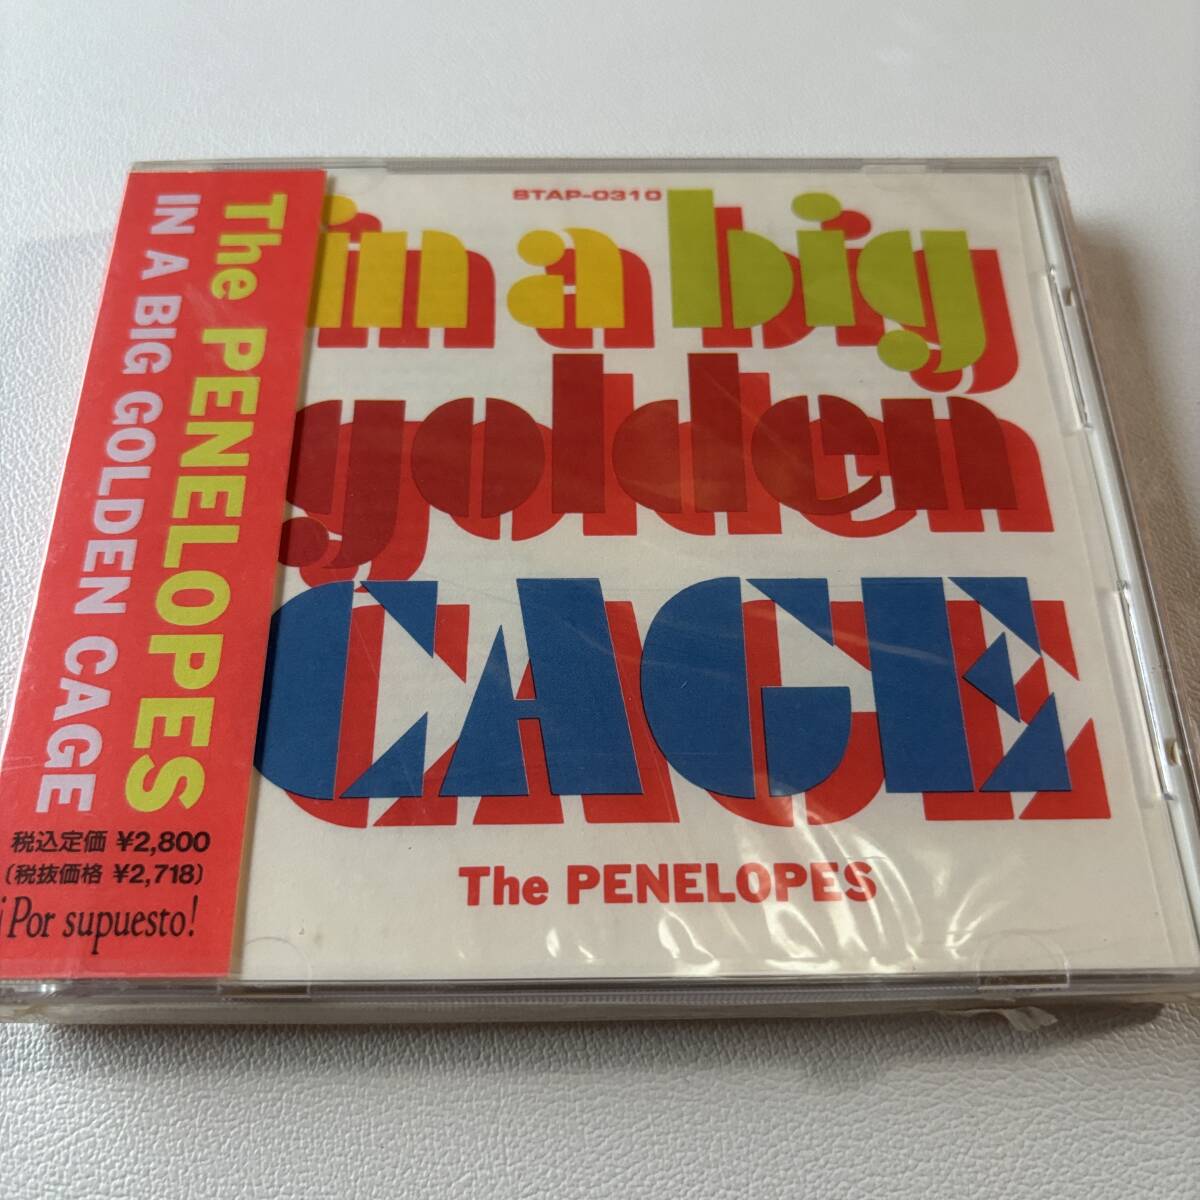 The PENELOPES
IN A BIG GOLDEN CAGE
税込定価 ¥2,800
(税抜価格 ¥2,718)
¡Por supuesto!
BTAP-0310
in a big
golden
CAGE
The PENELOPES